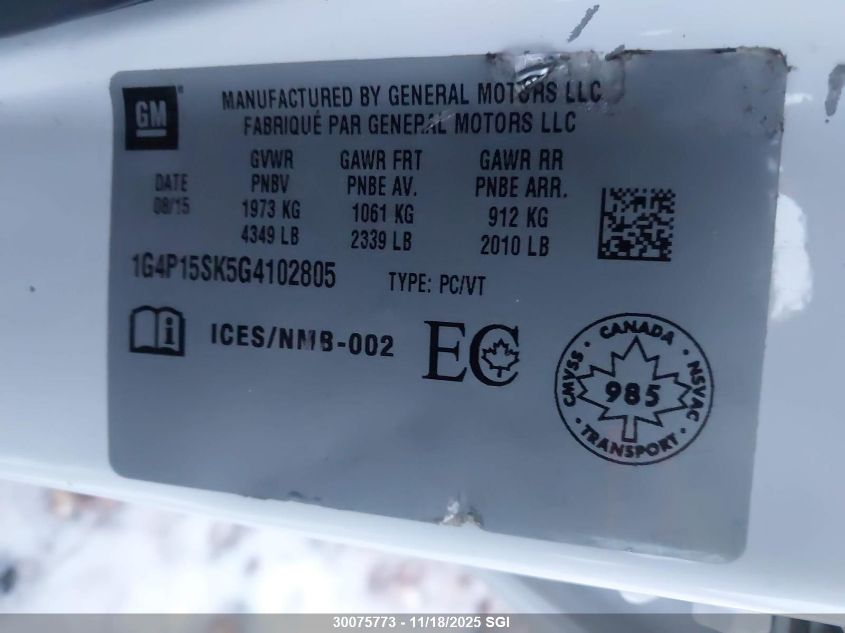 GM
MANUFACTURED BY GENERAL MOTORS LLC
FABRIQUÉ PAR GENERAL MOTORS LLC
DATE
08/15
GVWR
PNBV
1973 KG
4349 LB
GAWR FRT
PNBE AV.
1061 KG
2339 LB
GAWR RR
PNBE ARR.
912 KG
2010 LB
1G4P15SK5G4102805
TYPE: PC/VT
ICES/NMB-002
EC
CANADA
CMVSS
NSVAC
985
TRANSPORT
30075773 - 11/18/2025 SGI